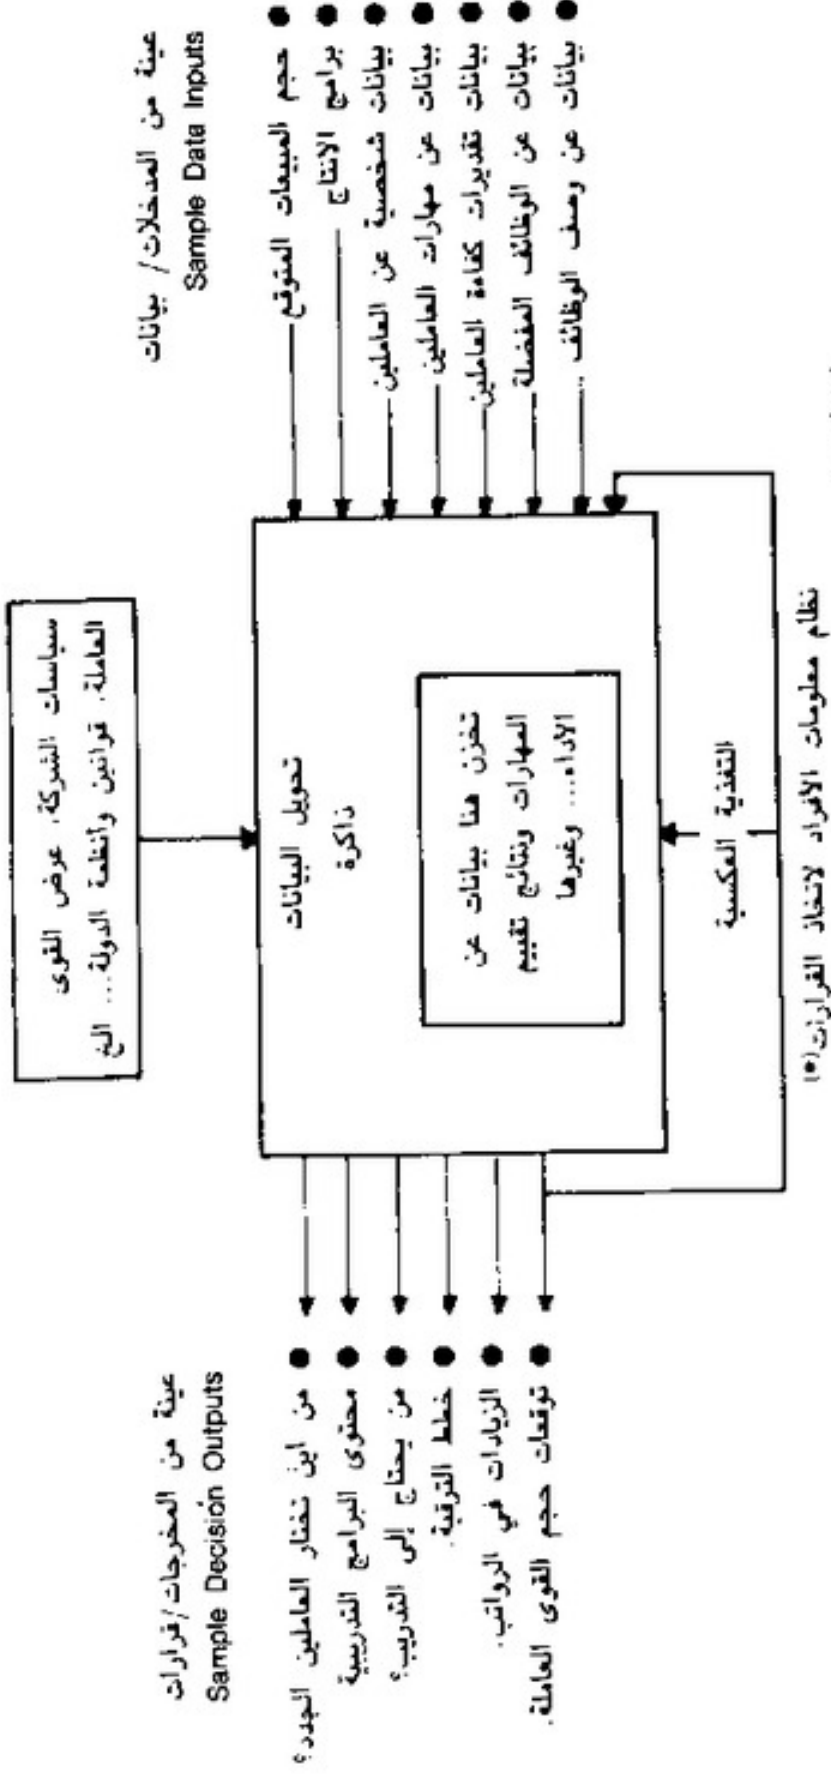 سياسات الشركة، عرض القوى
العاملة، قوانين وأنظمة الدولة... الخ
عينة من المدخلات/ بيانات
Sample Data Inputs
● حجم المبيعات المتوقع
● برامج الانتاج
● بيانات شخصية عن العاملين
● بيانات عن مهارات العاملين
● بيانات تقديرات كفاءة العاملين
● بيانات عن الوظائف المفضلة
● بيانات عن وصف الوظائف
تحويل البيانات
ذاكرة
تخزن هنا بيانات عن
المهارات ونتائج تقييم
الأداء... وغيرها
عينة من المخرجات/قرارات
Sample Decision Outputs
● من اين نختار العاملين الجدد؟
● محتوى البرامج التدريبية
● من يحتاج إلى التدريب؟
● خطط الترقية.
● الزيادات في الرواتب.
● توقعات حجم القوى العاملة.
التغذية العكسية
نظام معلومات الأفراد لاتخاذ القرارات(*)